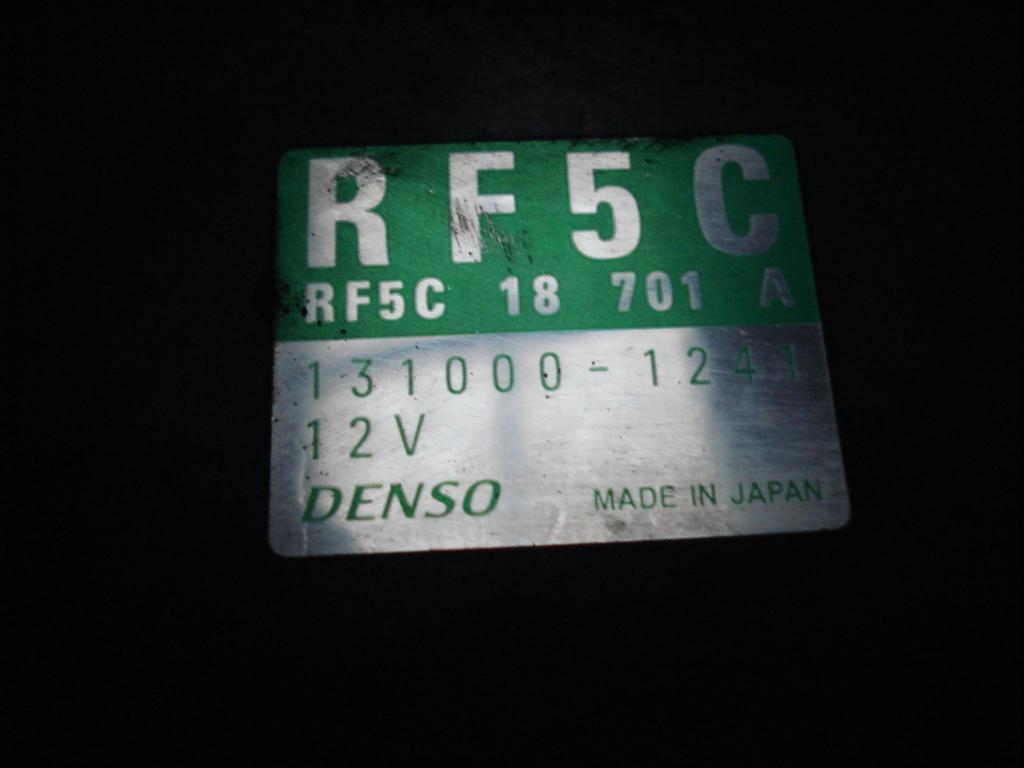 RF5C
RF5C 18 701 A
131000-1241
12V
DENSO MADE IN JAPAN